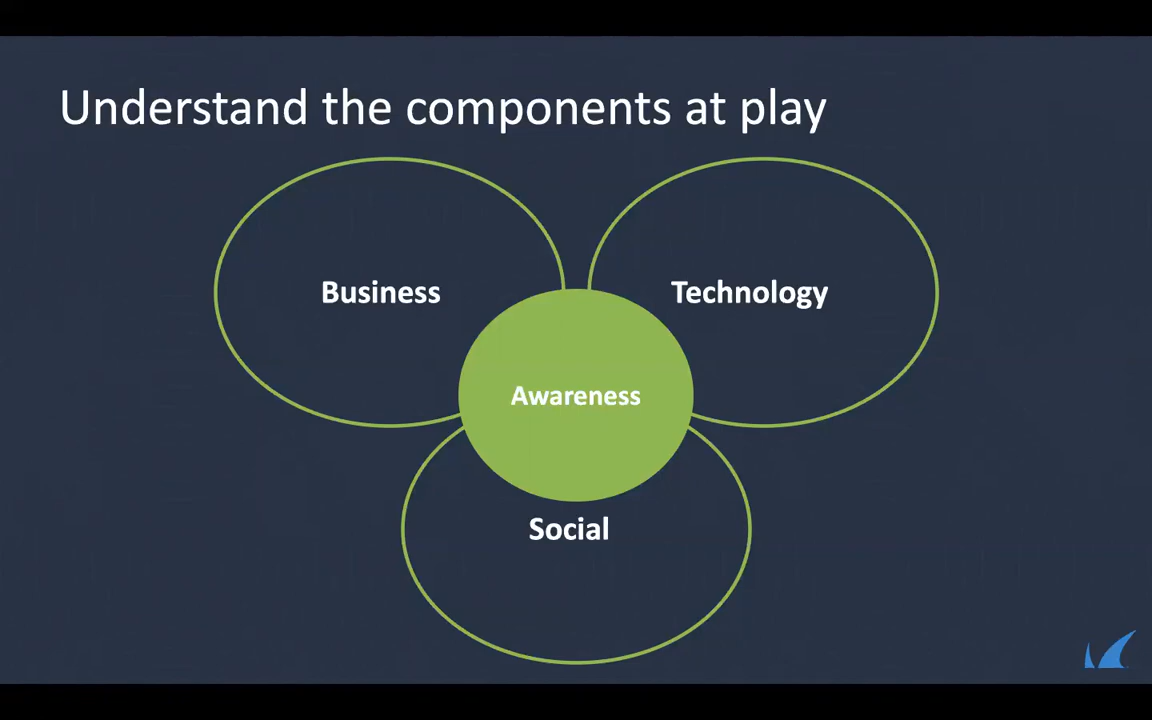 Understand the components at play
Business
Technology
Awareness
Social